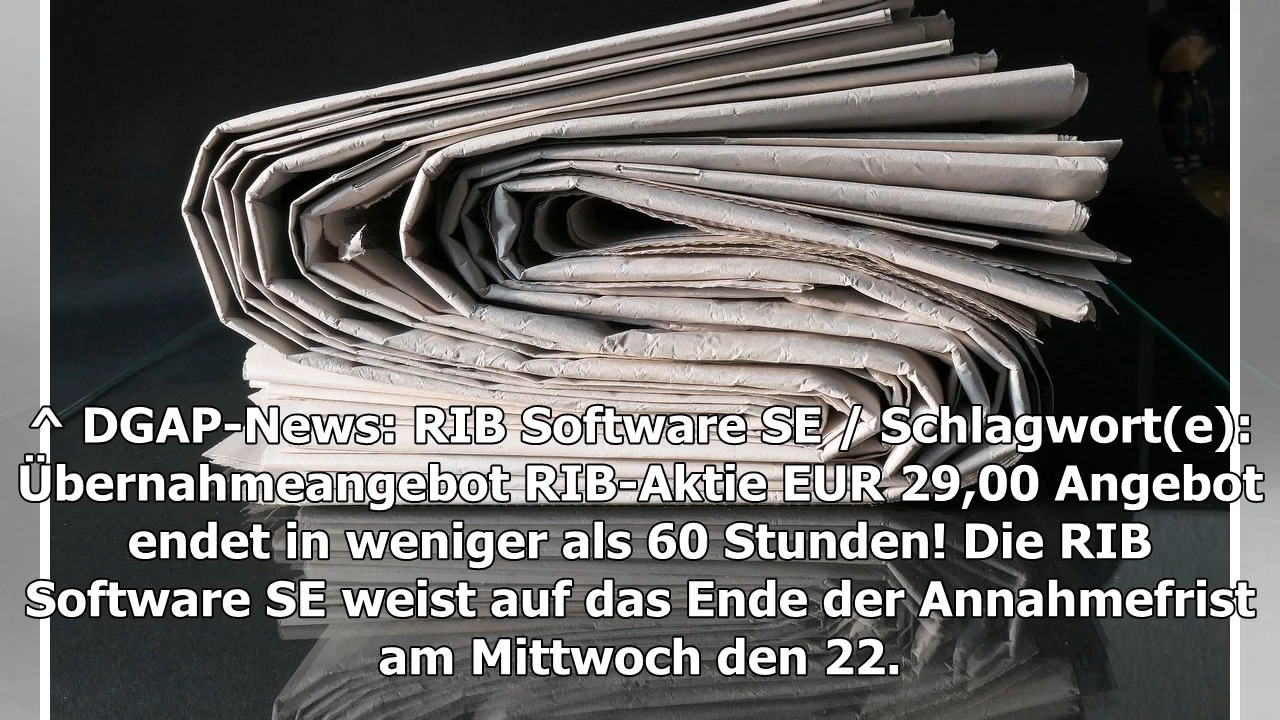 ^ DGAP-News: RIB Software SE / Schlagwort(e):
Übernahmeangebot RIB-Aktie EUR 29,00 Angebot
endet in weniger als 60 Stunden! Die RIB
Software SE weist auf das Ende der Annahmefrist
am Mittwoch den 22.